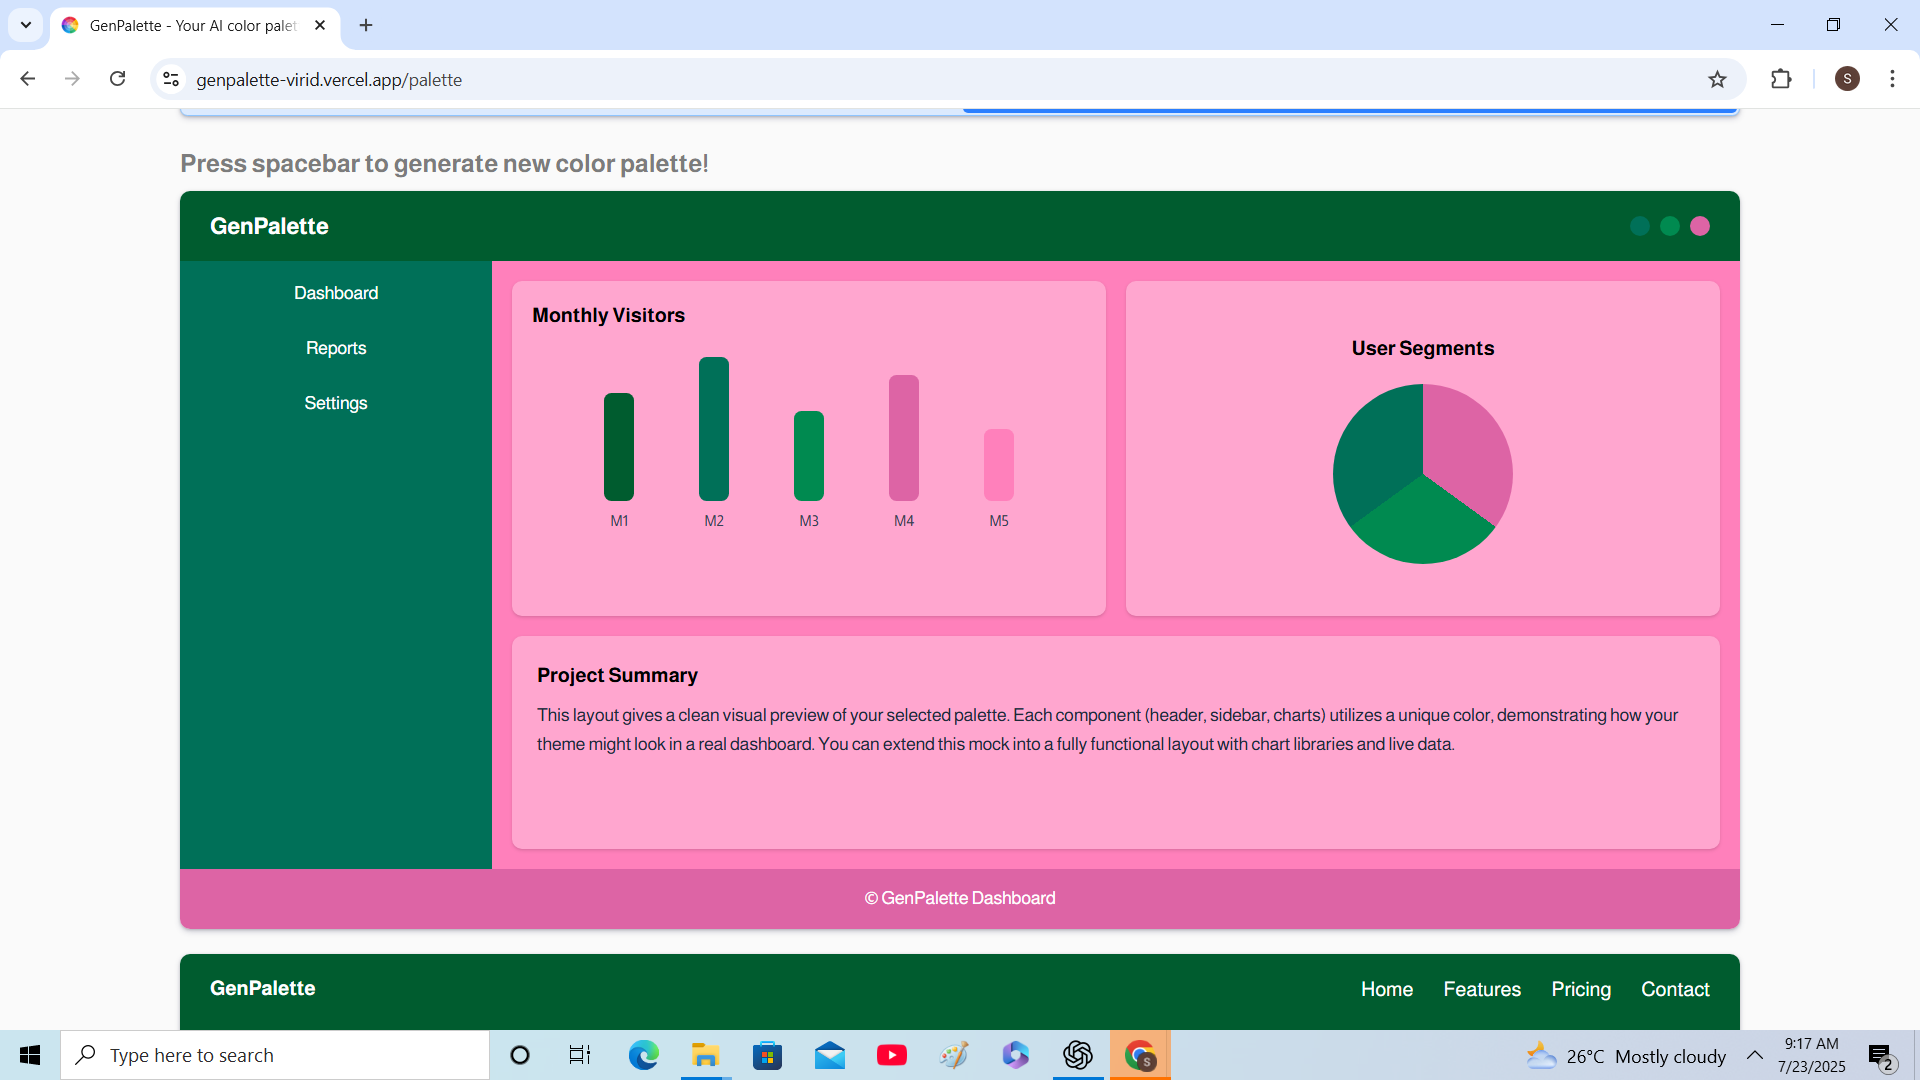 GenPalette - Your AI color palet
genpalette-virid.vercel.app/palette
S
Press spacebar to generate new color palette!
GenPalette
Dashboard
Reports
Settings
Monthly Visitors
M1
M2
M3
M4
M5
User Segments
Project Summary
This layout gives a clean visual preview of your selected palette. Each component (header, sidebar, charts) utilizes a unique color, demonstrating how your
theme might look in a real dashboard. You can extend this mock into a fully functional layout with chart libraries and live data.
© GenPalette Dashboard
GenPalette
Home
Features
Pricing
Contact
Type here to search
S
26°C Mostly cloudy
9:17 AM
7/23/2025
2